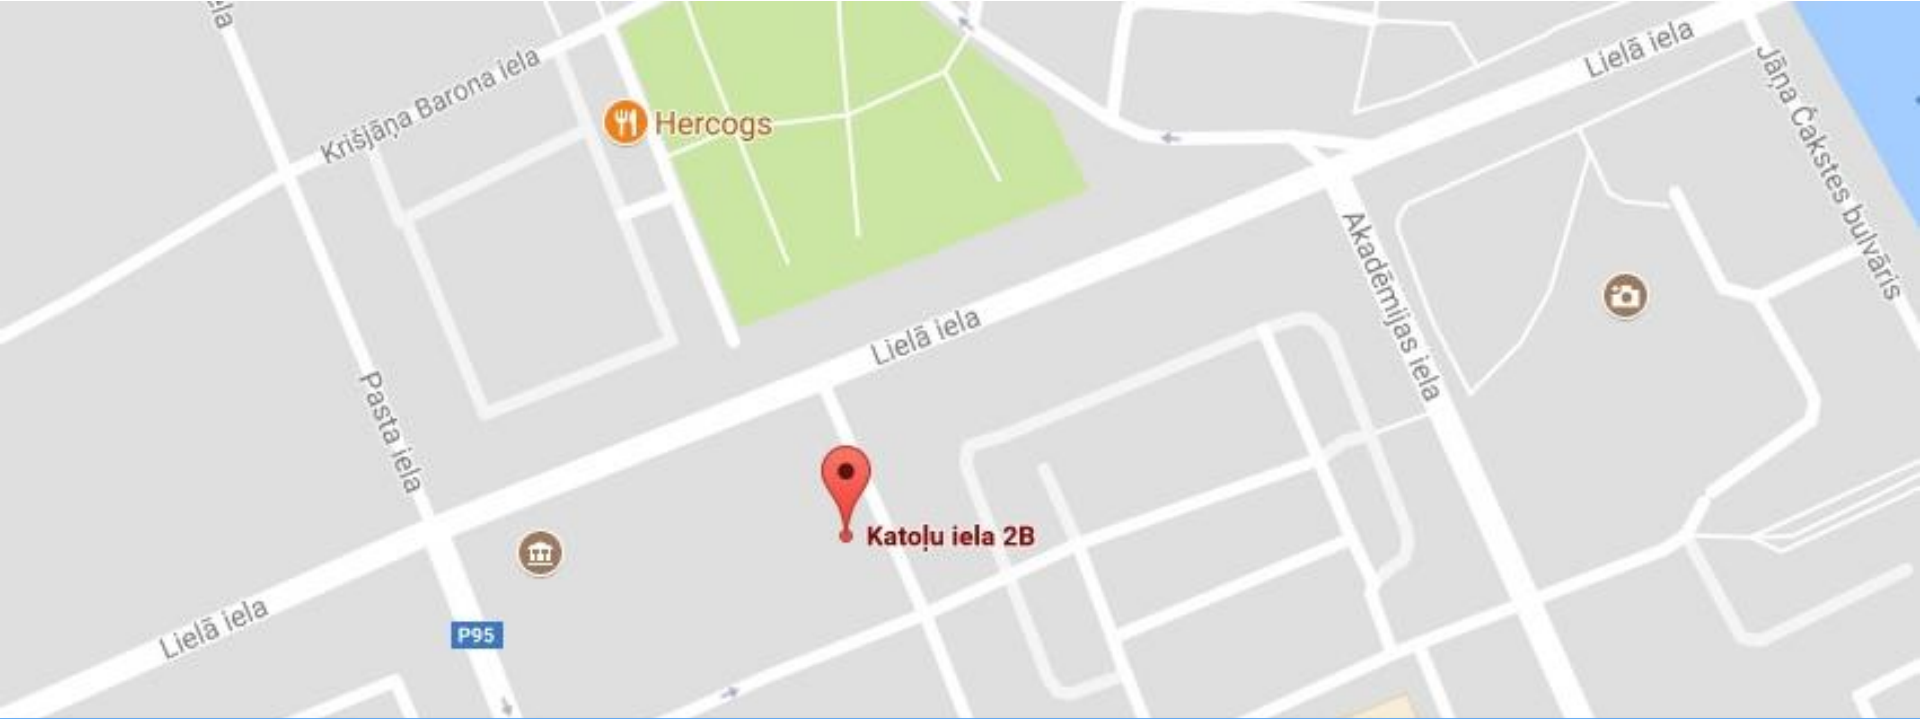 ela
Krišjāņa Barona iela
Hercogs
Lielā iela
Jāņa Čakstes bulvāris
Akadēmijas iela
Lielā iela
Pasta iela
Katoļu iela 2B
Lielā iela
P95